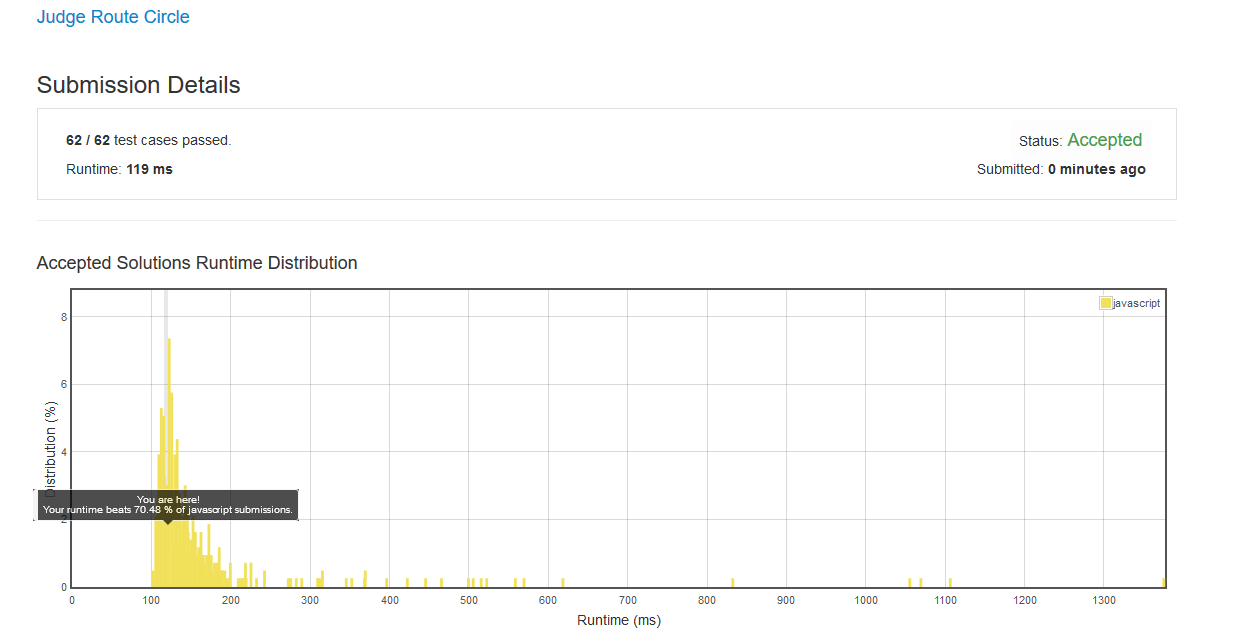 Judge Route Circle
Submission Details
62 / 62 test cases passed.
Status: Accepted
Runtime: 119 ms
Submitted: 0 minutes ago
Accepted Solutions Runtime Distribution
javascript
Distribution (%)
8
6
4
2
0
You are here!
Your runtime beats 70.48 % of javascript submissions.
0 100 200 300 400 500 600 700 800 900 1000 1100 1200 1300
Runtime (ms)